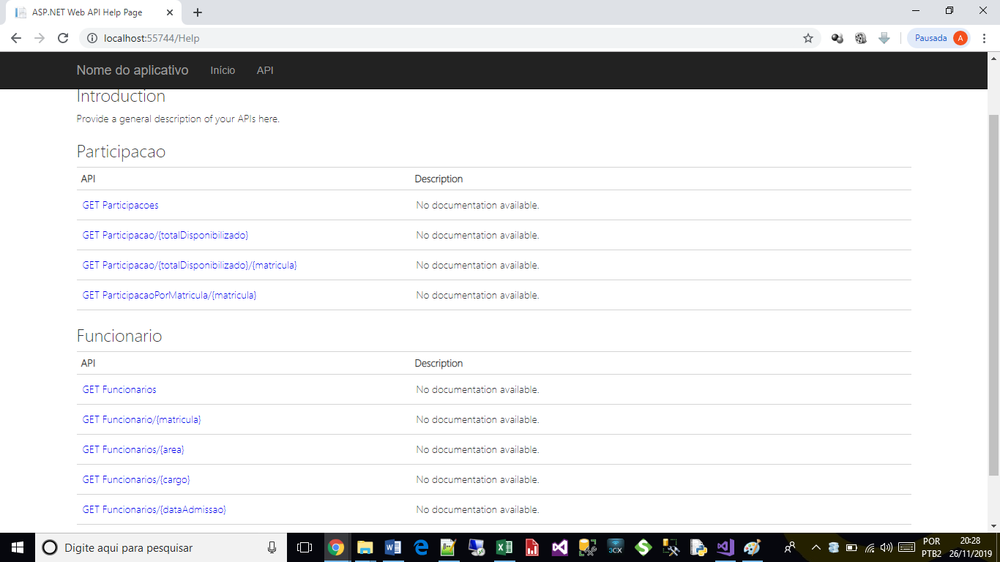 ASP.NET Web API Help Page
localhost:55744/Help
Pausada A
Nome do aplicativo Início API
Introduction
Provide a general description of your APIs here.
Participacao
API Description
GET Participacoes No documentation available.
GET Participacao/{totalDisponibilizado} No documentation available.
GET Participacao/{totalDisponibilizado}/{matricula} No documentation available.
GET ParticipacaoPorMatricula/{matricula} No documentation available.
Funcionario
API Description
GET Funcionarios No documentation available.
GET Funcionario/{matricula} No documentation available.
GET Funcionarios/{area} No documentation available.
GET Funcionarios/{cargo} No documentation available.
GET Funcionarios/{dataAdmissao} No documentation available.
Digite aqui para pesquisar
3CX
POR 20:28
PTB2 26/11/2019